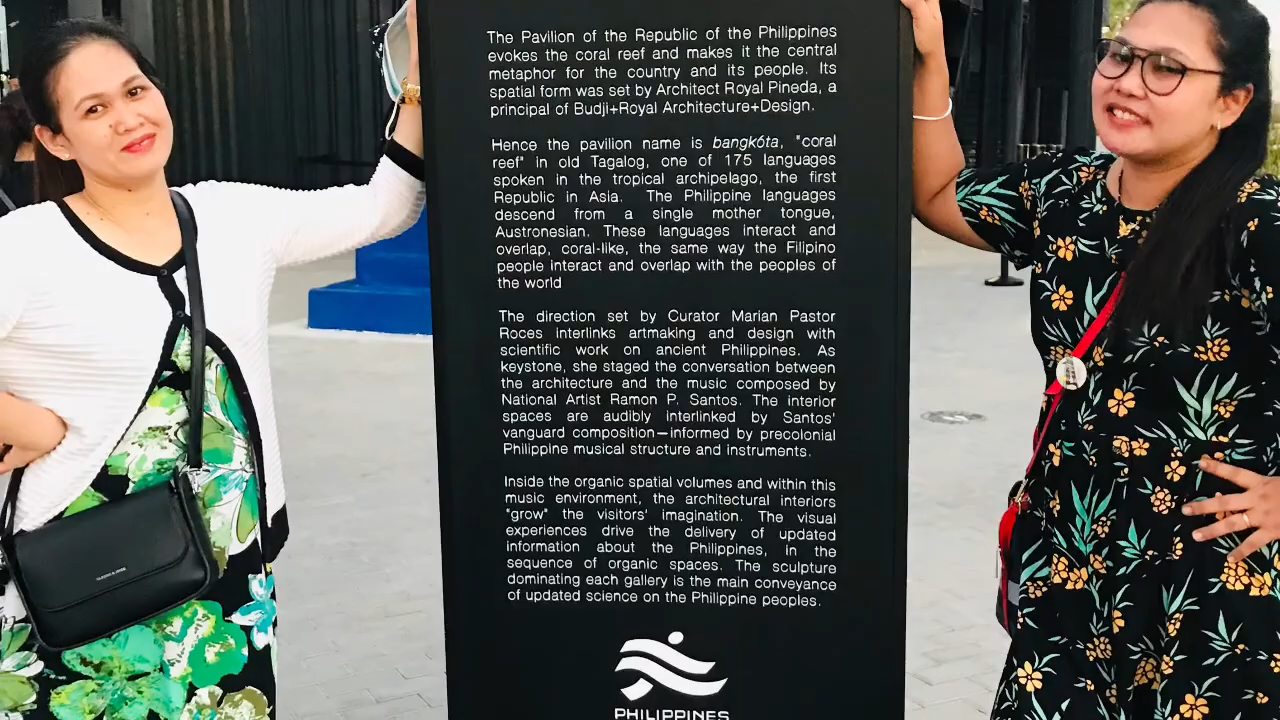 The Pavilion of the Republic of the Philippines
evokes the coral reef and makes it the central
metaphor for the country and its people. Its
spatial form was set by Architect Royal Pineda, a
principal of Budji+Royal Architecture+Design.
Hence the pavilion name is bangkóta, "coral
reef" in old Tagalog, one of 175 languages
spoken in the tropical archipelago, the first
Republic in Asia. The Philippine languages
descend from a single mother tongue,
Austronesian. These languages interact and
overlap, coral-like, the same way the Filipino
people interact and overlap with the peoples of
the world
The direction set by Curator Marian Pastor
Roces interlinks artmaking and design with
scientific work on ancient Philippines. As
keystone, she staged the conversation between
the architecture and the music composed by
National Artist Ramon P. Santos. The interior
spaces are audibly interlinked by Santos'
vanguard composition—informed by precolonial
Philippine musical structure and instruments.
Inside the organic spatial volumes and within this
music environment, the architectural interiors
"grow" the visitors' imagination. The visual
experiences drive the delivery of updated
information about the Philippines, in the
sequence of organic spaces. The sculpture
dominating each gallery is the main conveyance
of updated science on the Philippine peoples.
PHILIPPINES